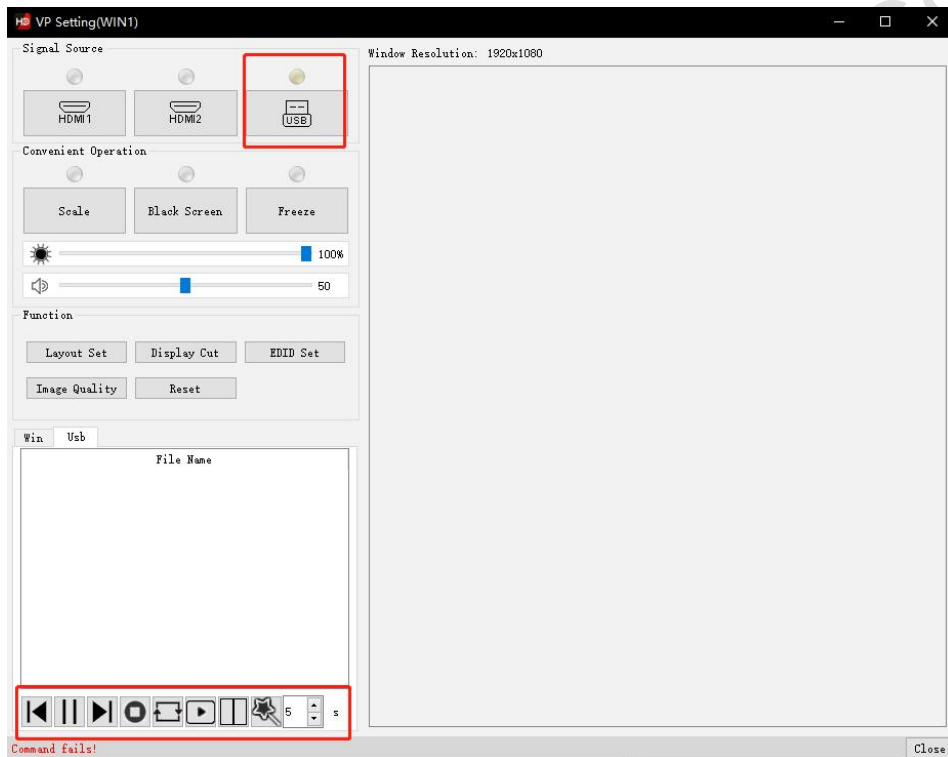 HD VP Setting(WIN1)
Signal Source
Window Resolution: 1920x1080
HDMI1 HDMI2 USB
Convenient Operation
Scale Black Screen Freeze
100%
50
Function
Layout Set Display Cut EDID Set
Image Quality Reset
Win Usb
File Name
5 s
Command fails!
Close